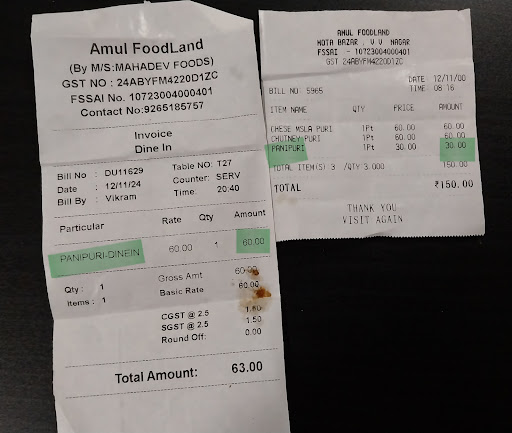 Amul FoodLand
(By M/S:MAHADEV FOODS)
GST NO : 24ABYFM4220D1ZC
FSSAI No. 10723004000401
Contact No:9265185757
Invoice
Dine In
Bill No : DU11629 Table NO: T27
Date : 12/11/24 Counter: SERV
Bill By : Vikram Time: 20:40
Particular Rate Qty Amount
PANIPURI-DINEIN 60.00 1 60.00
Qty : 1 Gross Amt 60.00
Items : 1 Basic Rate 60.00
CGST @ 2.5 1.50
SGST @ 2.5 1.50
Round Off: 0.00
Total Amount: 63.00
AMUL FOODLAND
MOTA BAZAR , V V NAGAR
FSSAI - 10723004000401
GST 24ABYFM4220D1ZC
DATE 12/11/00
BILL NO: 5965 TIME: 08 16
ITEM NAME QTY PRICE AMOUNT
CHESE MSLA PURI 1Pt 60.00 60.00
CHUTNEY PURI 1Pt 60.00 60.00
PANIPURI 1Pt 30.00 30.00
TOTAL ITEM(S) 3 /QTY 3.000 150.00
TOTAL ₹150.00
THANK YOU
VISIT AGAIN